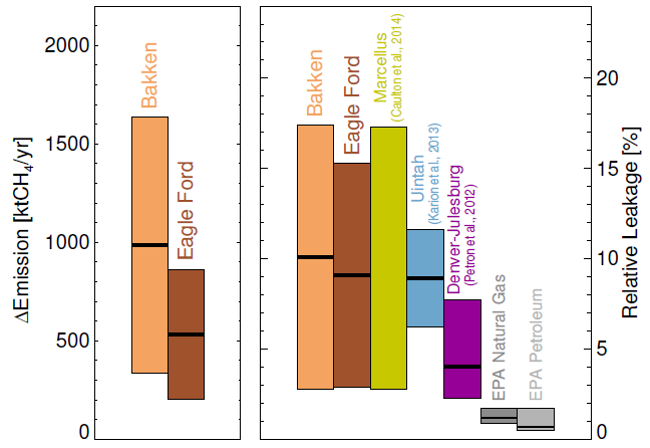 ΔEmission [ktCH4/yr]
2000
1500
1000
500
0
Bakken
Eagle Ford
Bakken
Eagle Ford
Marcellus
(Caulton et al., 2014)
Uintah
(Karion et al., 2013)
Denver-Julesburg
(Petron et al., 2012)
EPA Natural Gas
EPA Petroleum
20
15
10
5
0
Relative Leakage [%]